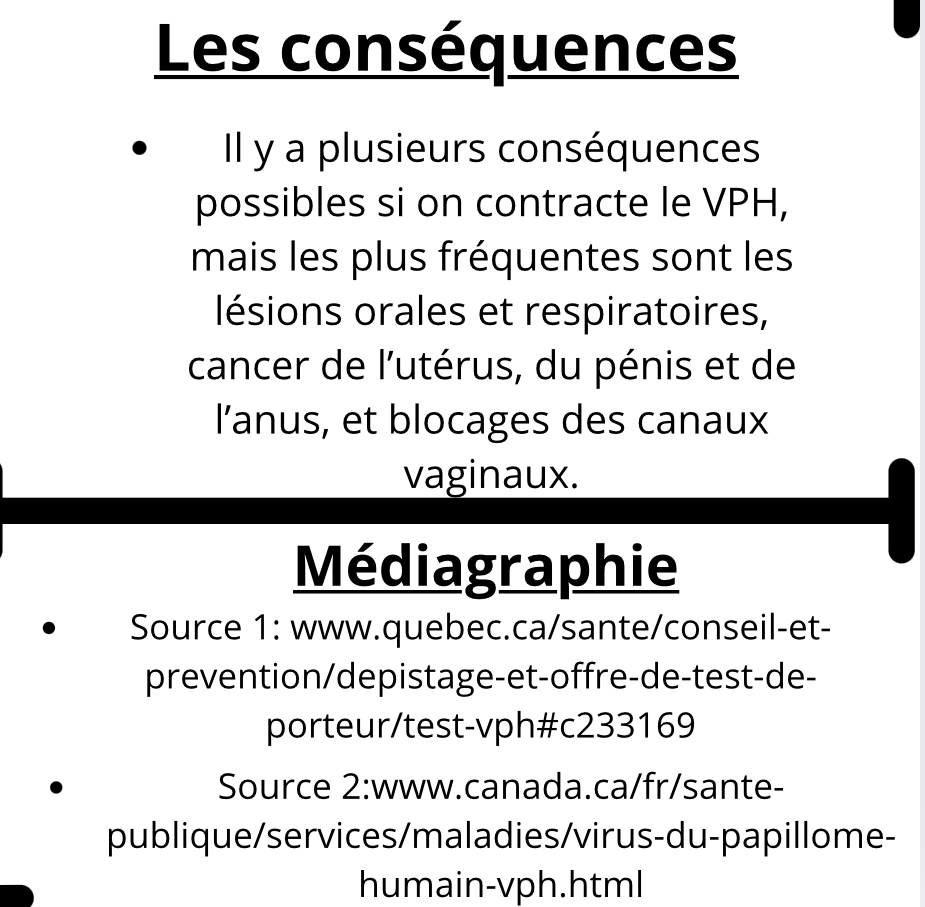 Les conséquences
• Il y a plusieurs conséquences
possibles si on contracte le VPH,
mais les plus fréquentes sont les
lésions orales et respiratoires,
cancer de l’utérus, du pénis et de
l’anus, et blocages des canaux
vaginaux.
Médiagraphie
• Source 1: www.quebec.ca/sante/conseil-et-
prevention/depistage-et-offre-de-test-de-
porteur/test-vph#c233169
• Source 2:www.canada.ca/fr/sante-
publique/services/maladies/virus-du-papillome-
humain-vph.html